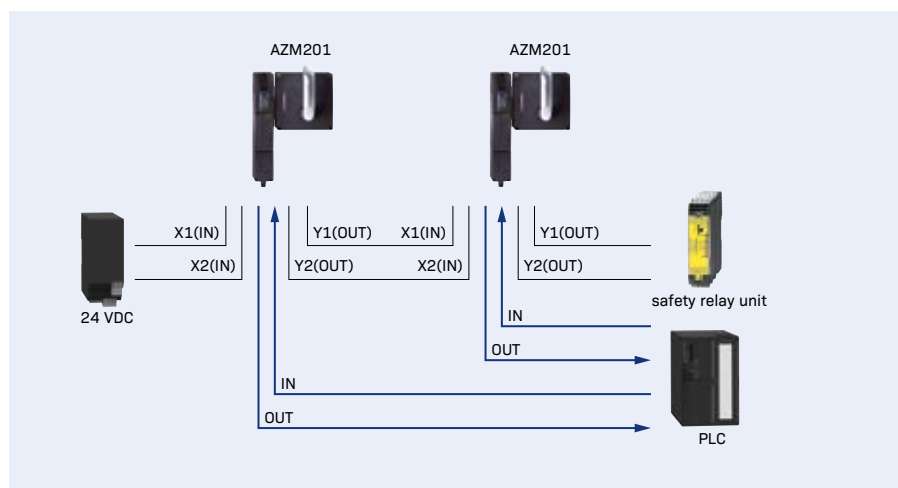 AZM201
AZM201
X1(IN)
Y1(OUT)
X1(IN)
Y1(OUT)
X2(IN)
Y2(OUT)
X2(IN)
Y2(OUT)
24 VDC
safety relay unit
IN
OUT
IN
OUT
PLC